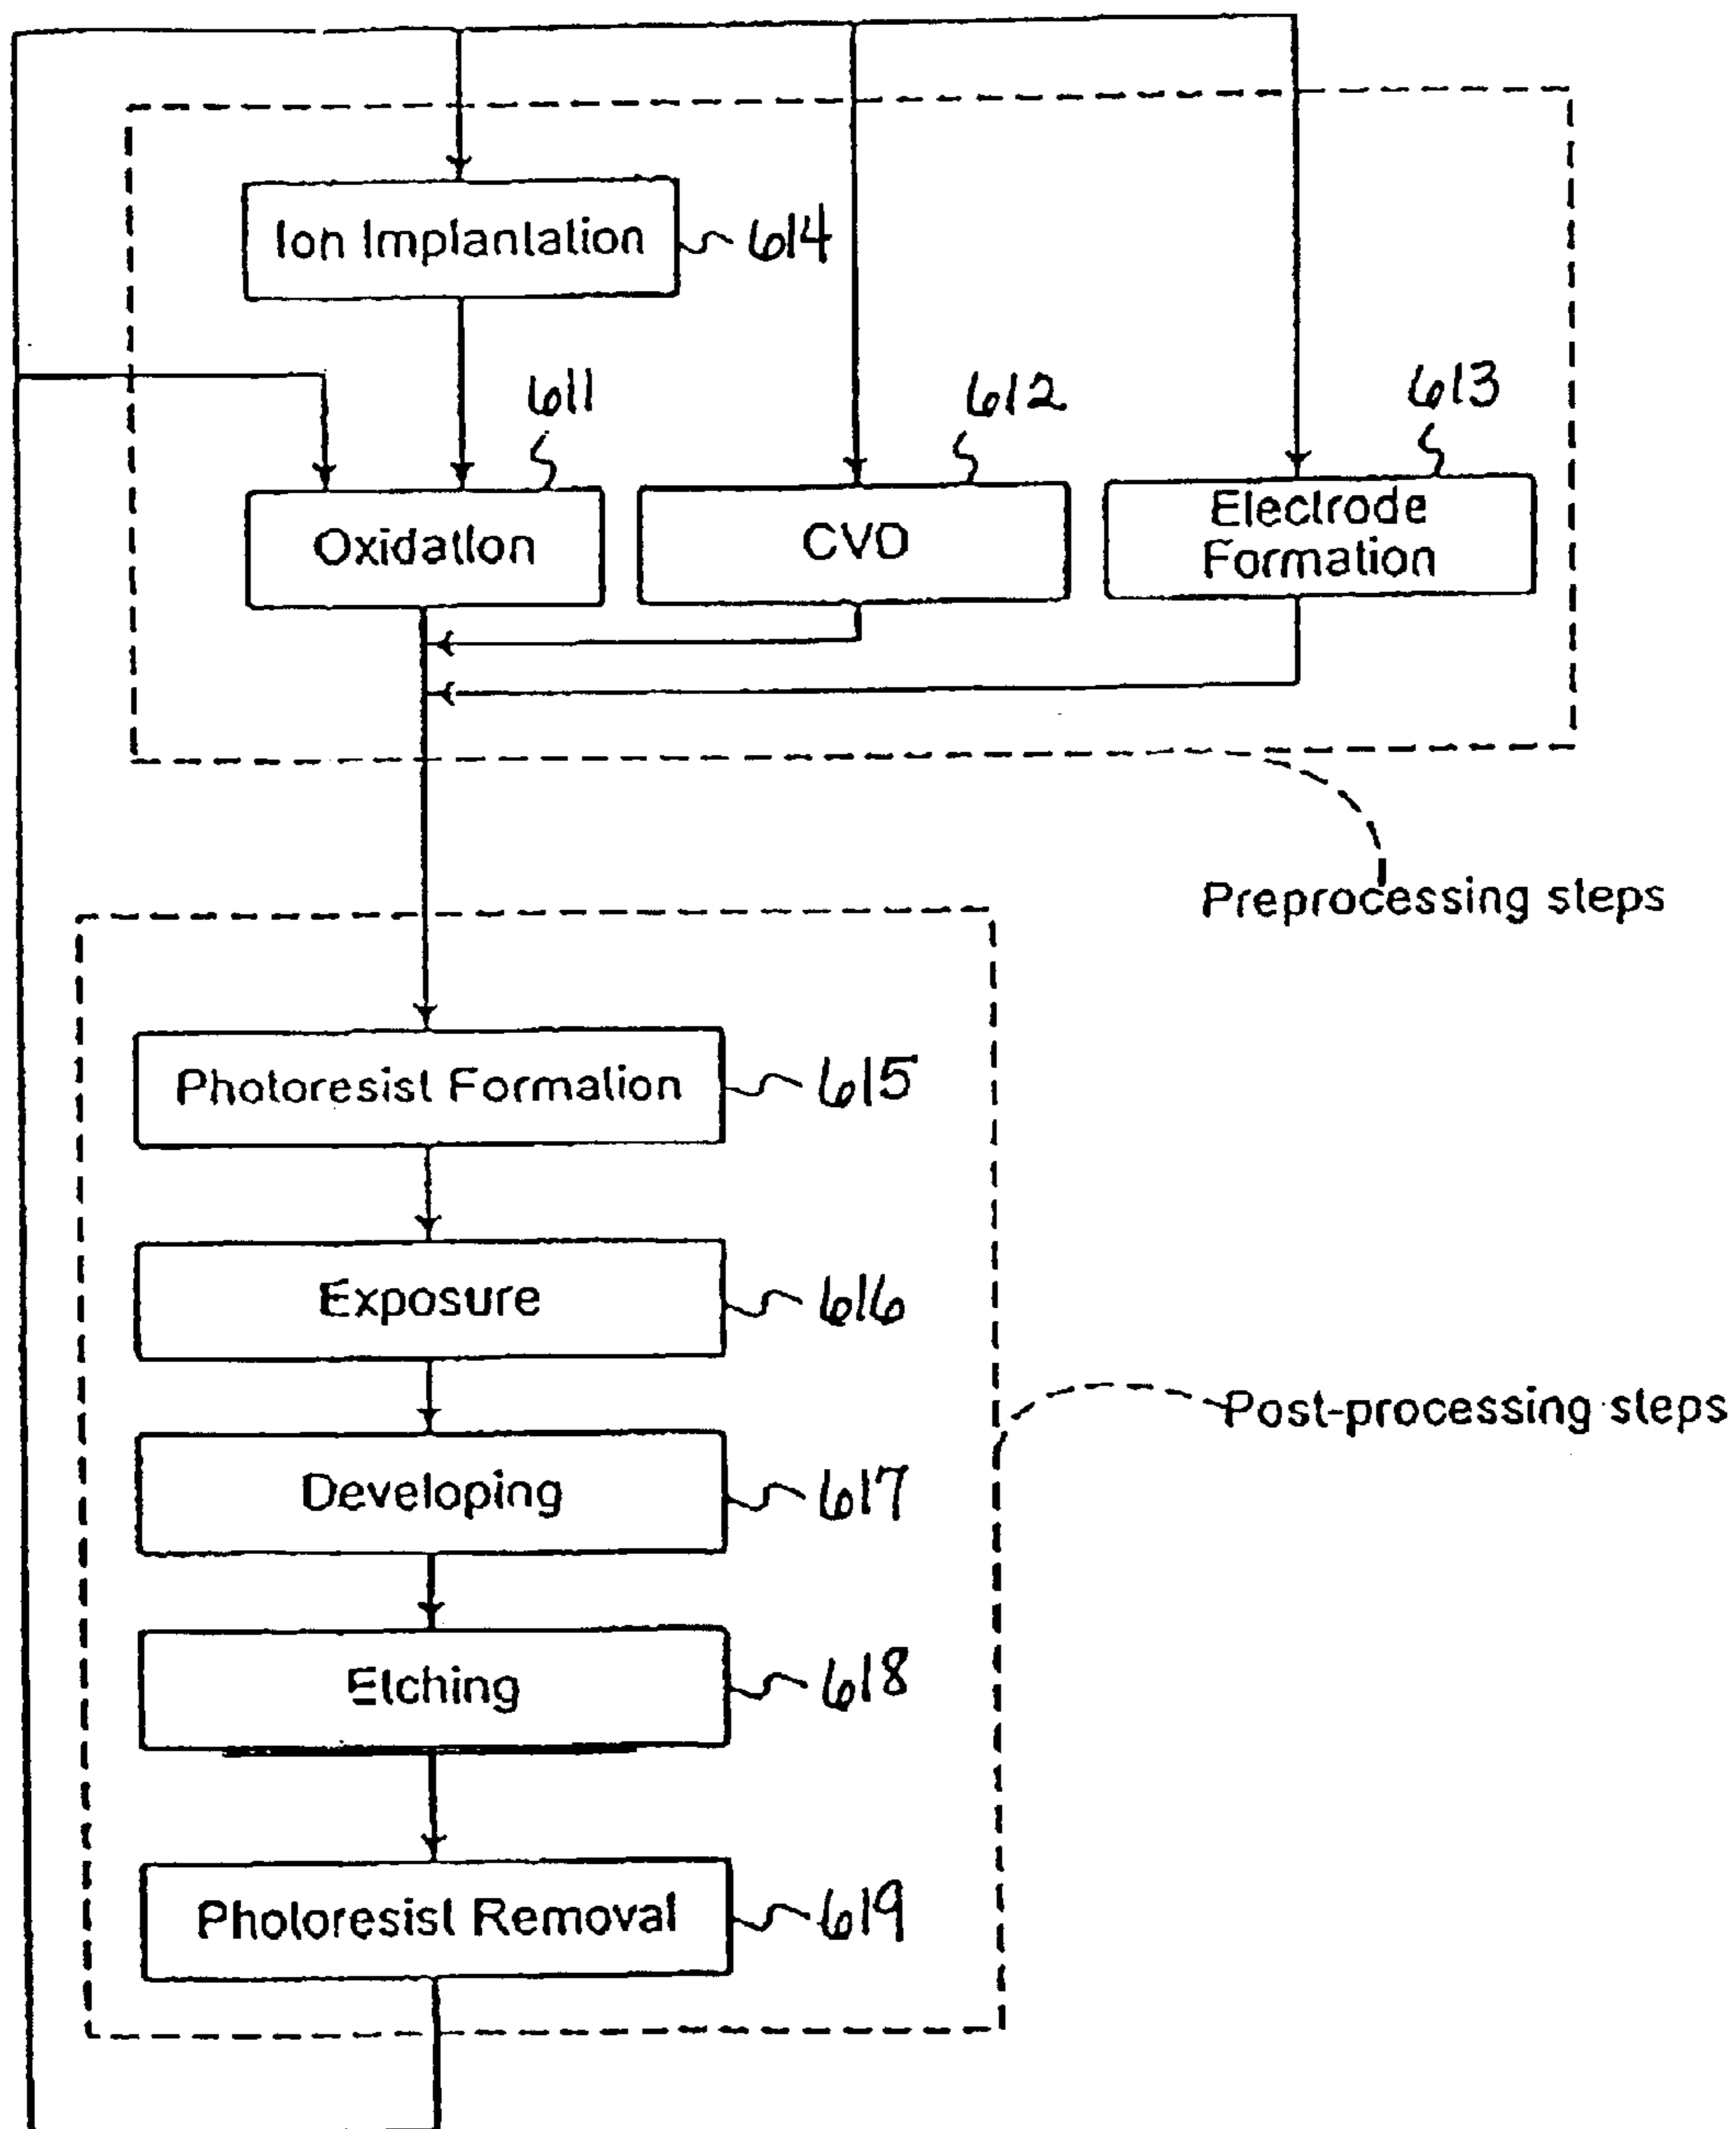 Ion Implantation
614
611
612
613
Oxidation
CVD
Electrode
Formation
Preprocessing steps
Photoresist Formation
615
Exposure
616
Post-processing steps
Developing
617
Etching
618
Photoresist Removal
619